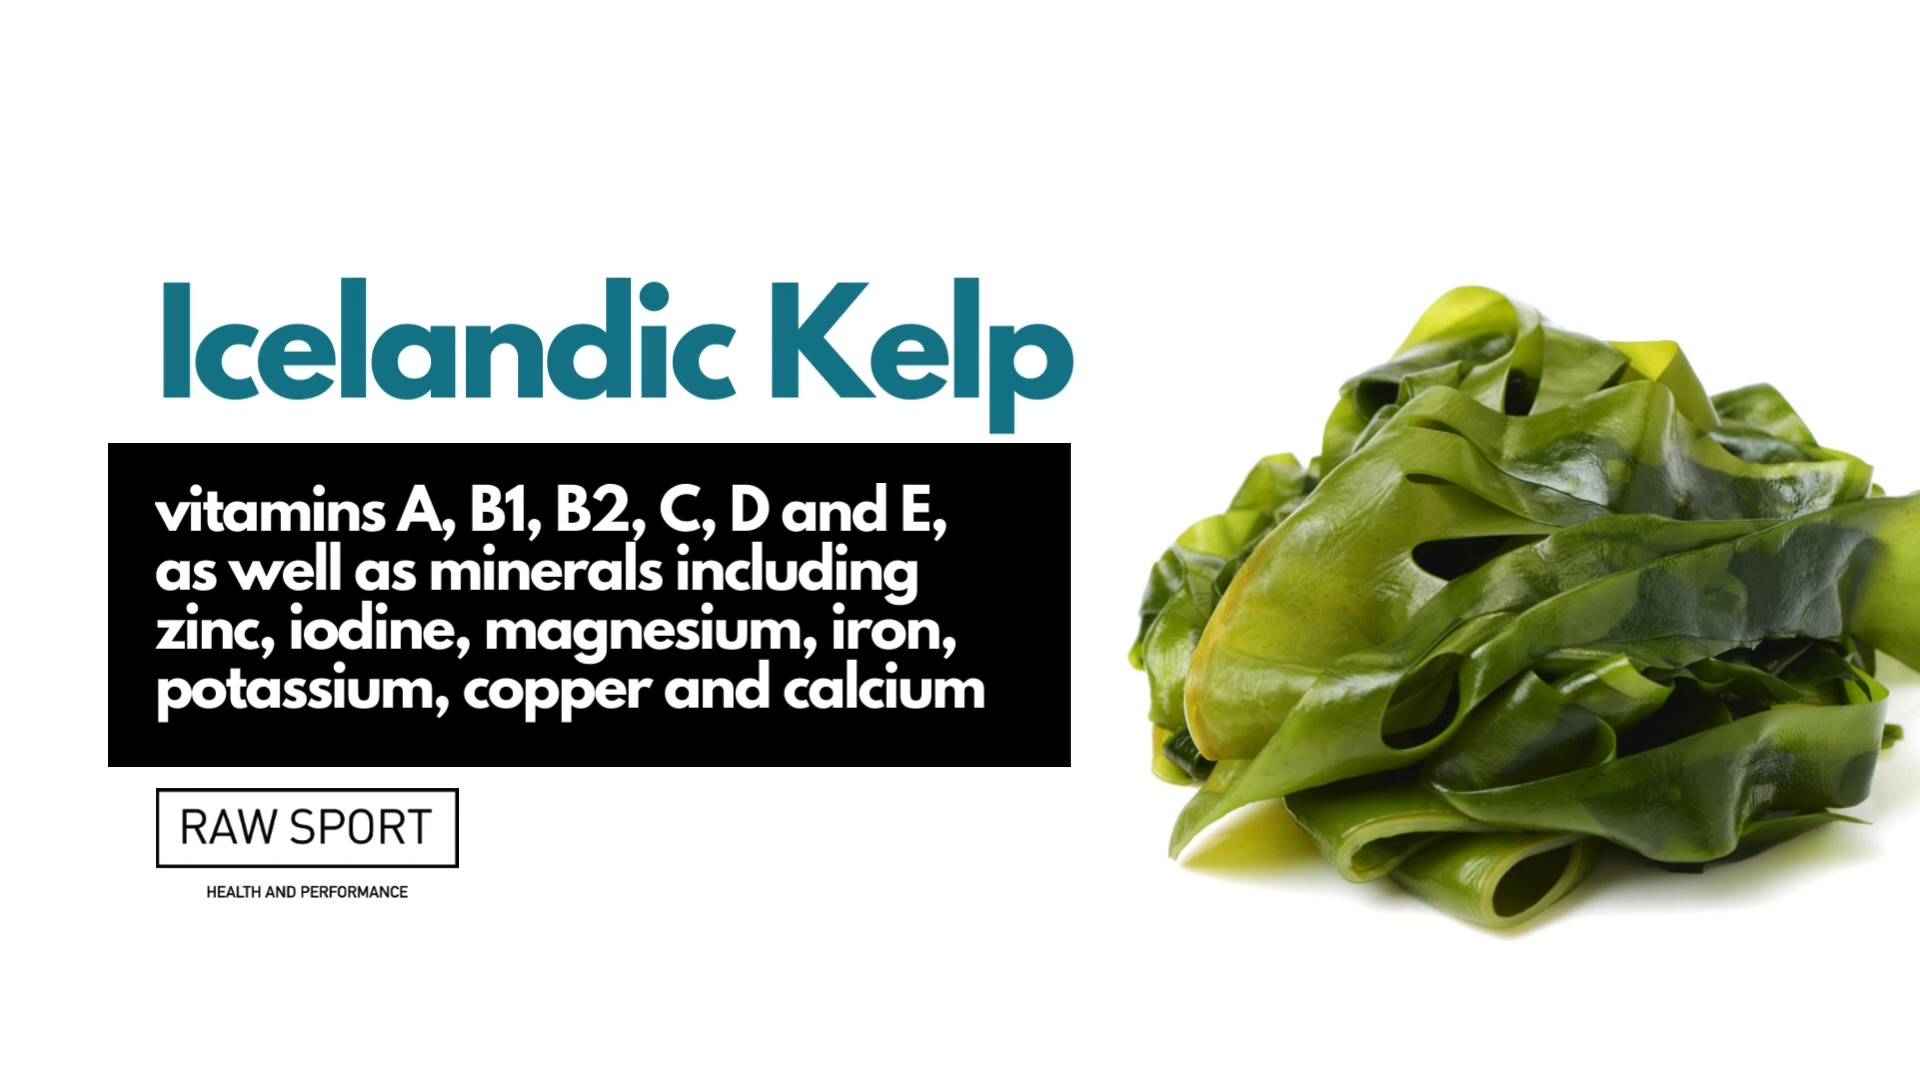 Icelandic Kelp
vitamins A, B1, B2, C, D and E,
as well as minerals including
zinc, iodine, magnesium, iron,
potassium, copper and calcium
RAW SPORT
HEALTH AND PERFORMANCE